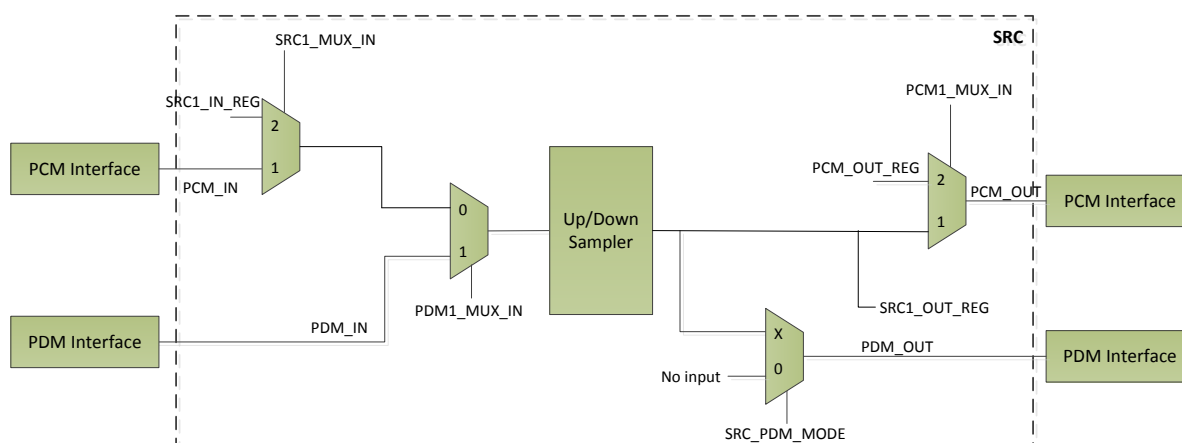 SRC
SRC1_MUX_IN
SRC1_IN_REG
2
1
PCM Interface
PCM_IN
0
1
PDM1_MUX_IN
PDM Interface
PDM_IN
Up/Down
Sampler
PCM1_MUX_IN
PCM_OUT_REG
2
1
PCM_OUT
PCM Interface
SRC1_OUT_REG
X
0
No input
PDM_OUT
PDM Interface
SRC_PDM_MODE